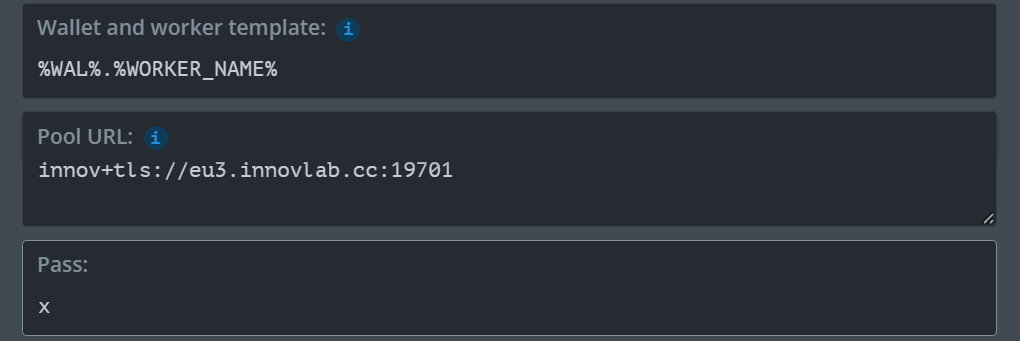 Wallet and worker template: i
%WAL%.%WORKER_NAME%
Pool URL: i
innov+tls://eu3.innovlab.cc:19701
Pass:
x